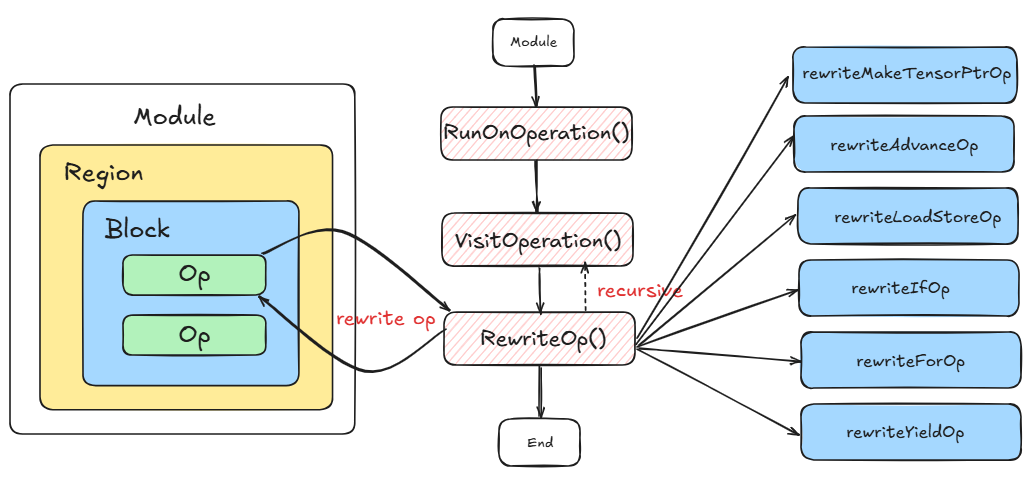 Module
Region
Block
Op
Op
rewrite op
Module
RunOnOperation()
VisitOperation()
recursive
RewriteOp()
End
rewriteMakeTensorPtrOp
rewriteAdvanceOp
rewriteLoadStoreOp
rewriteIfOp
rewriteForOp
rewriteYieldOp